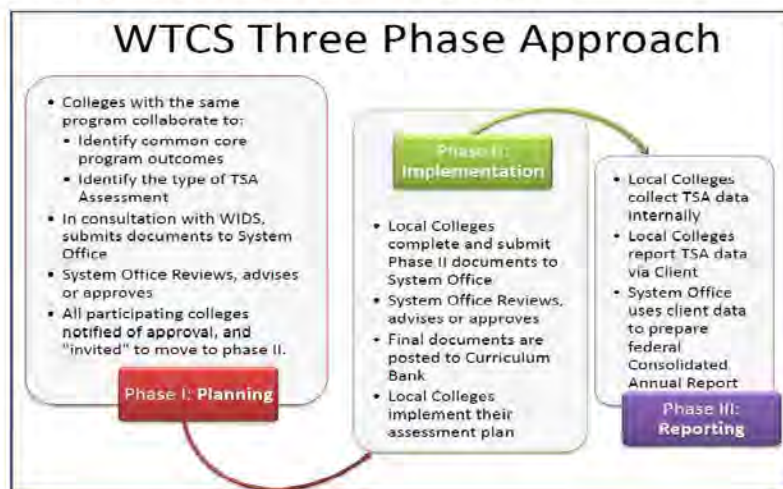 WTCS Three Phase Approach
• Colleges with the same
program collaborate to:
• Identify common core
program outcomes
• Identify the type of TSA
Assessment
• In consultation with WIDS,
submits documents to System
Office
• System Office Reviews, advises
or approves
• All participating colleges
notified of approval, and
"invited" to move to phase II.
Phase I: Planning
Phase II:
Implementation
• Local Colleges
complete and submit
Phase II documents to
System Office
• System Office Reviews,
advises or approves
• Final documents are
posted to Curriculum
Bank
• Local Colleges
implement their
assessment plan
• Local Colleges
collect TSA data
internally
• Local Colleges
report TSA data
via Client
• System Office
uses client data
to prepare
federal
Consolidated
Annual Report
Phase III:
Reporting